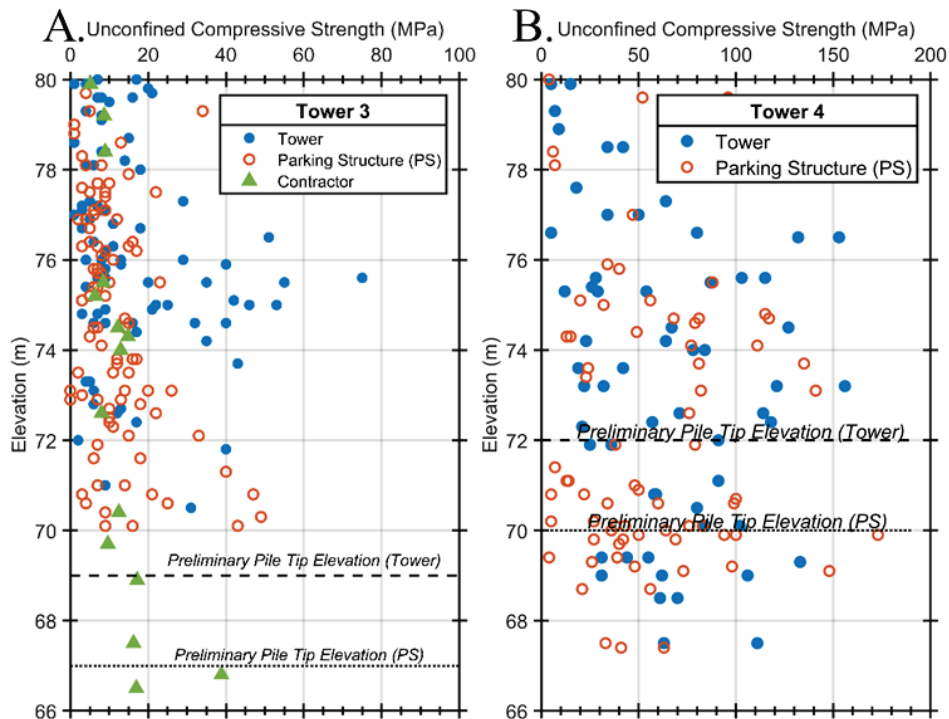 A.
Unconfined Compressive Strength (MPa)
0 20 40 60 80 100
Elevation (m)
80
78
76
74
72
70
68
66
Tower 3
Tower
Parking Structure (PS)
Contractor
Preliminary Pile Tip Elevation (Tower)
Preliminary Pile Tip Elevation (PS)
B.
Unconfined Compressive Strength (MPa)
0 50 100 150 200
Elevation (m)
80
78
76
74
72
70
68
66
Tower 4
Tower
Parking Structure (PS)
Preliminary Pile Tip Elevation (Tower)
Preliminary Pile Tip Elevation (PS)